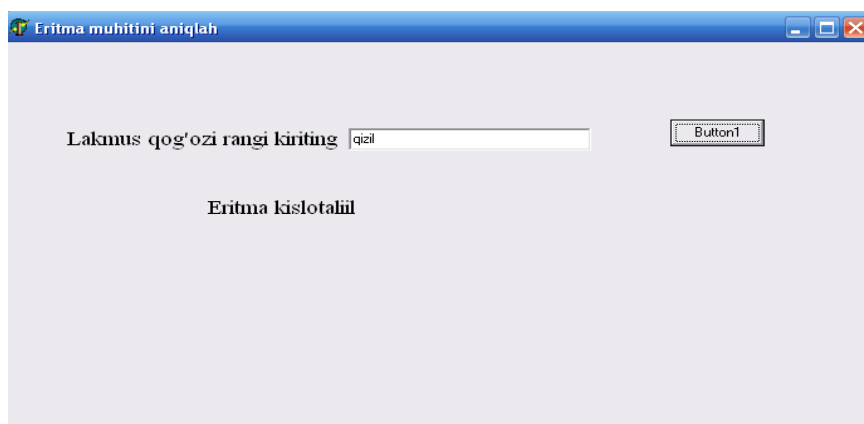 Eritma muhitini aniqlah
Lakmus qog'ozi rangi kiriting qizil Button1
Eritma kislotaliil